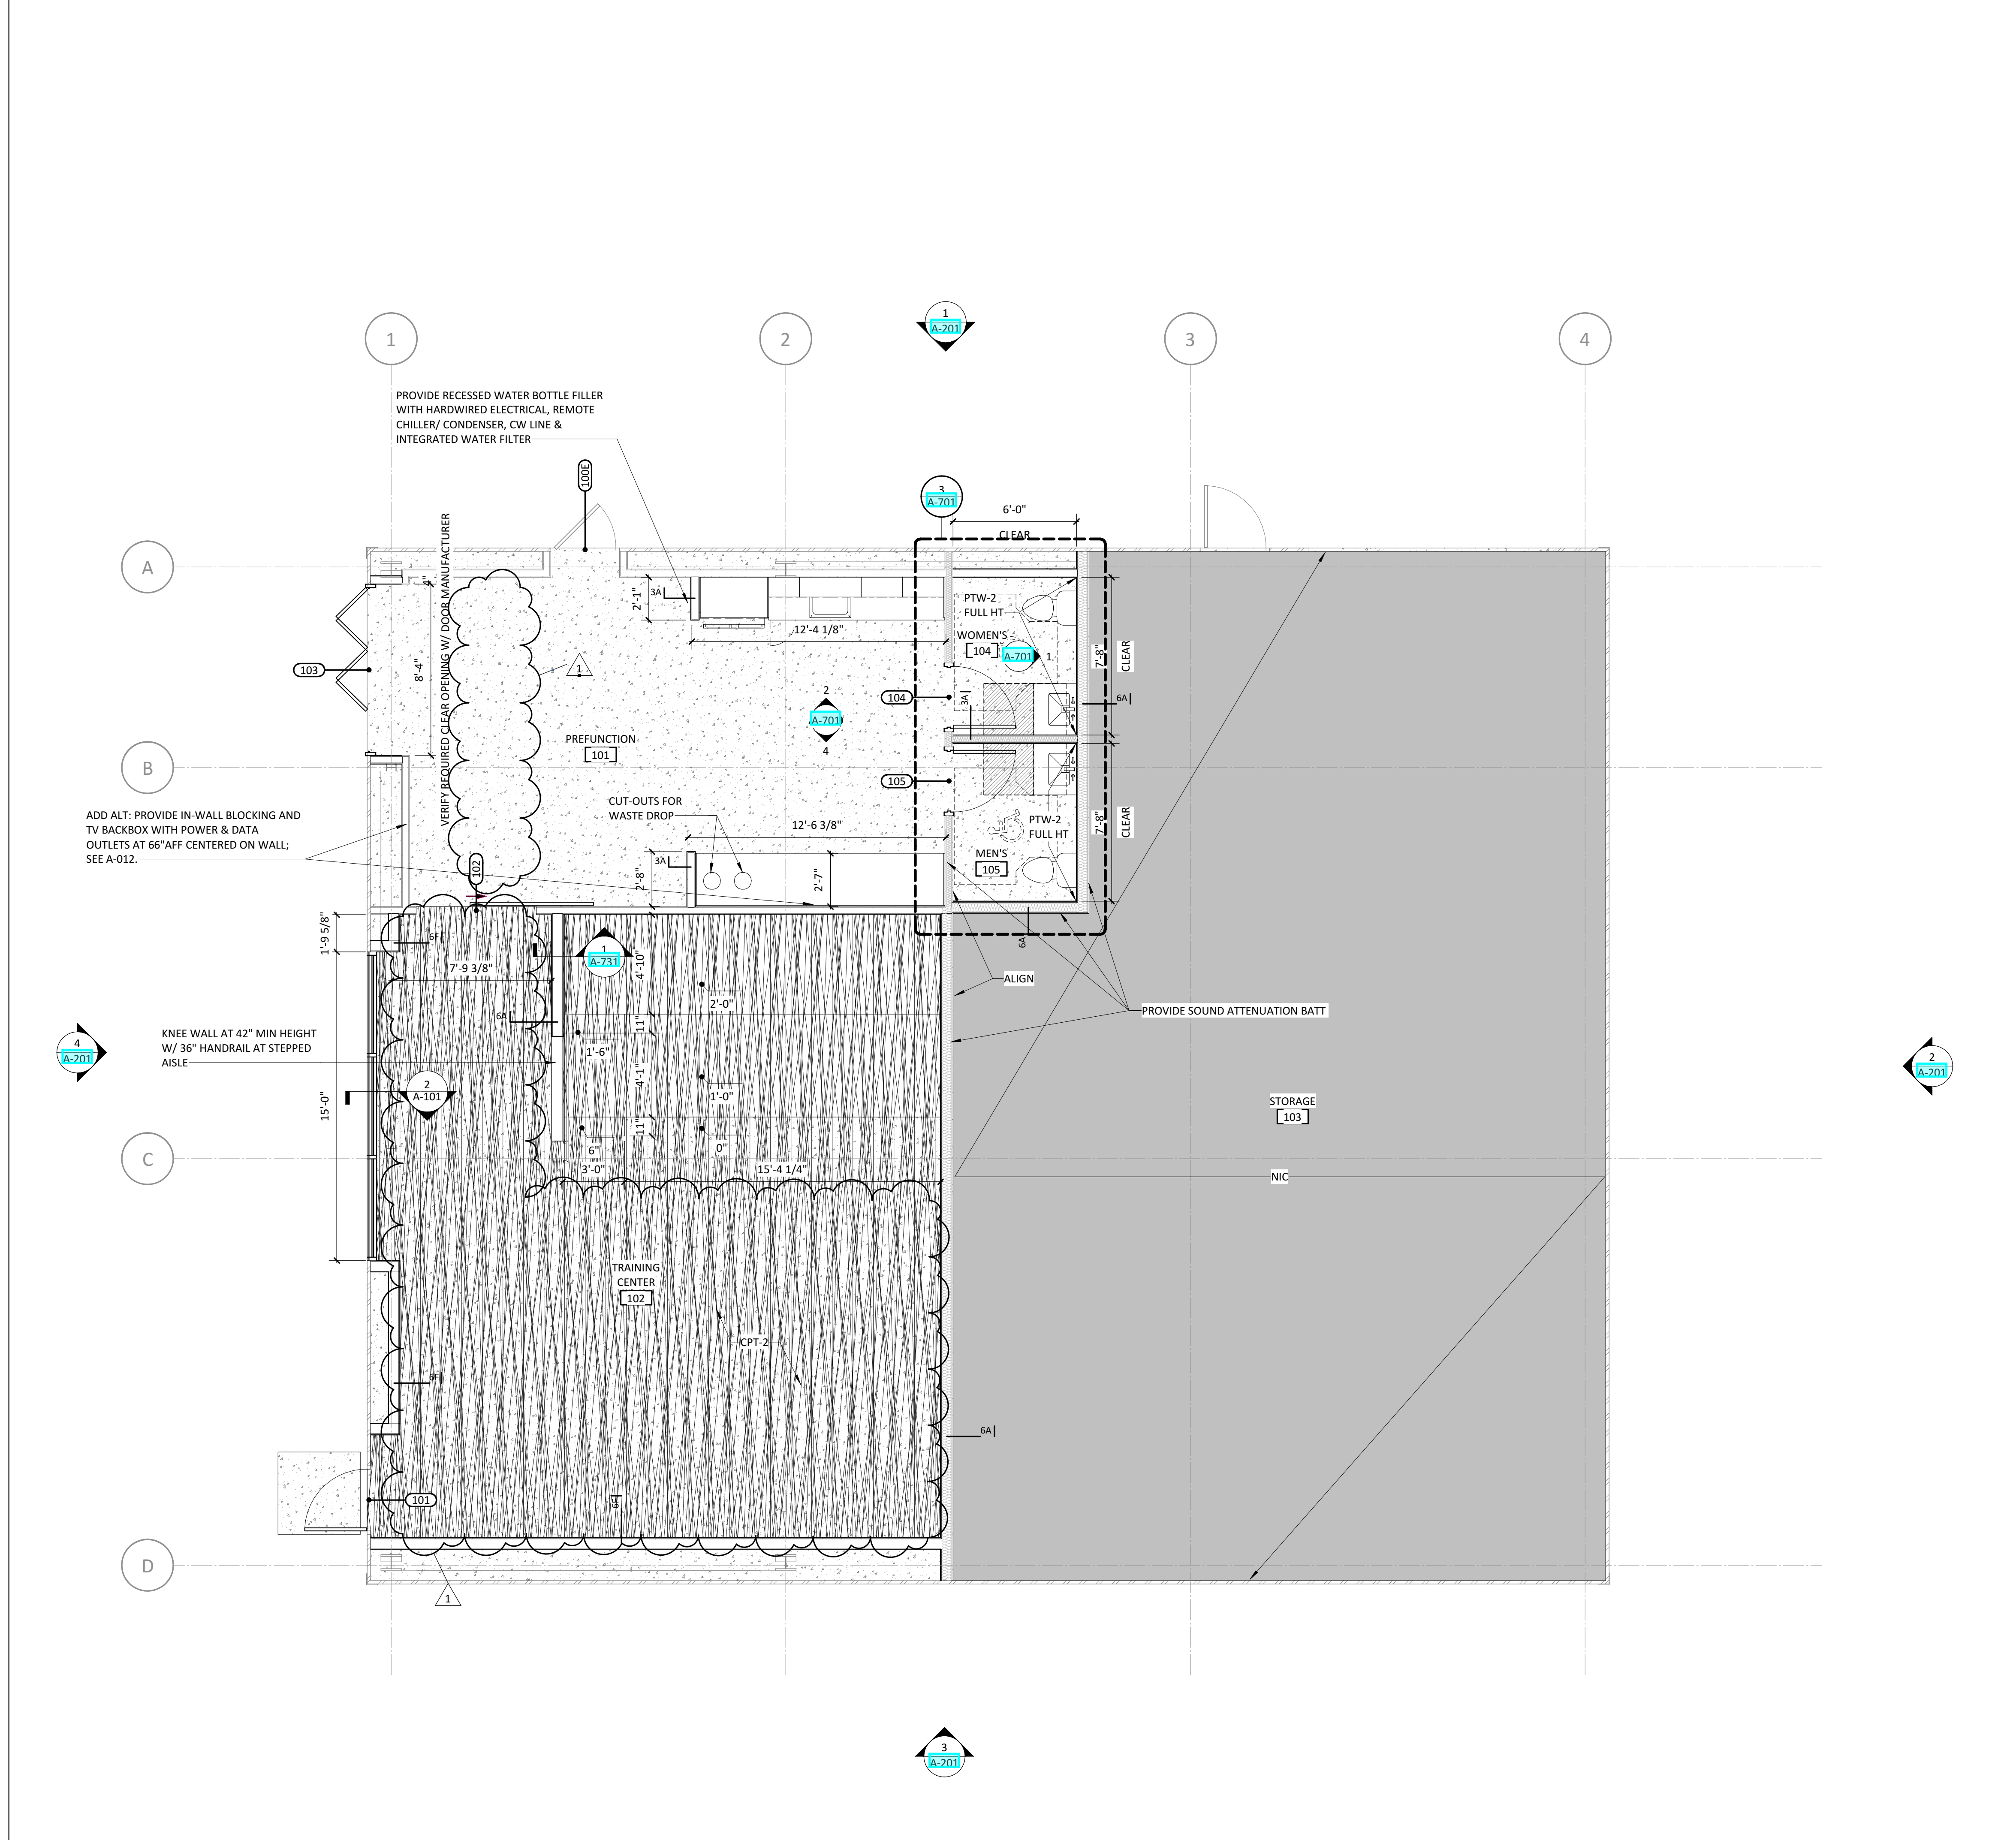 1
A-201
1
2
3
4
PROVIDE RECESSED WATER BOTTLE FILLER
WITH HARDWIRED ELECTRICAL, REMOTE
CHILLER/ CONDENSER, CW LINE &
INTEGRATED WATER FILTER
100E
3
A-701
6'-0"
CLEAR
A
4"
VERIFY REQUIRED CLEAR OPENING W/ DOOR MANUFACTURER
8'-4"
103
1
2'-1"
3A
12'-4 1/8"
PTW-2
FULL HT
WOMEN'S
104
A-701
1
7'-8"
CLEAR
104
3A
6A
2
A-701
4
PREFUNCTION
101
B
105
CUT-OUTS FOR
WASTE DROP
ADD ALT: PROVIDE IN-WALL BLOCKING AND
TV BACKBOX WITH POWER & DATA
OUTLETS AT 66"AFF CENTERED ON WALL;
SEE A-012.
12'-6 3/8"
PTW-2
FULL HT
7'-8"
CLEAR
102
3A
2'-8"
2'-7"
MEN'S
105
1'-9 5/8"
6F
7'-9 3/8"
1
A-731
4'-10"
6A
ALIGN
2'-0"
PROVIDE SOUND ATTENUATION BATT
6A
11"
KNEE WALL AT 42" MIN HEIGHT
W/ 36" HANDRAIL AT STEPPED
AISLE
4
A-201
1'-6"
4'-1"
2
A-201
2
A-101
1'-0"
15'-0"
STORAGE
103
11"
6"
0"
C
3'-0"
15'-4 1/4"
NIC
TRAINING
CENTER
102
CPT-2
6F
6A
101
6F
D
1
3
A-201